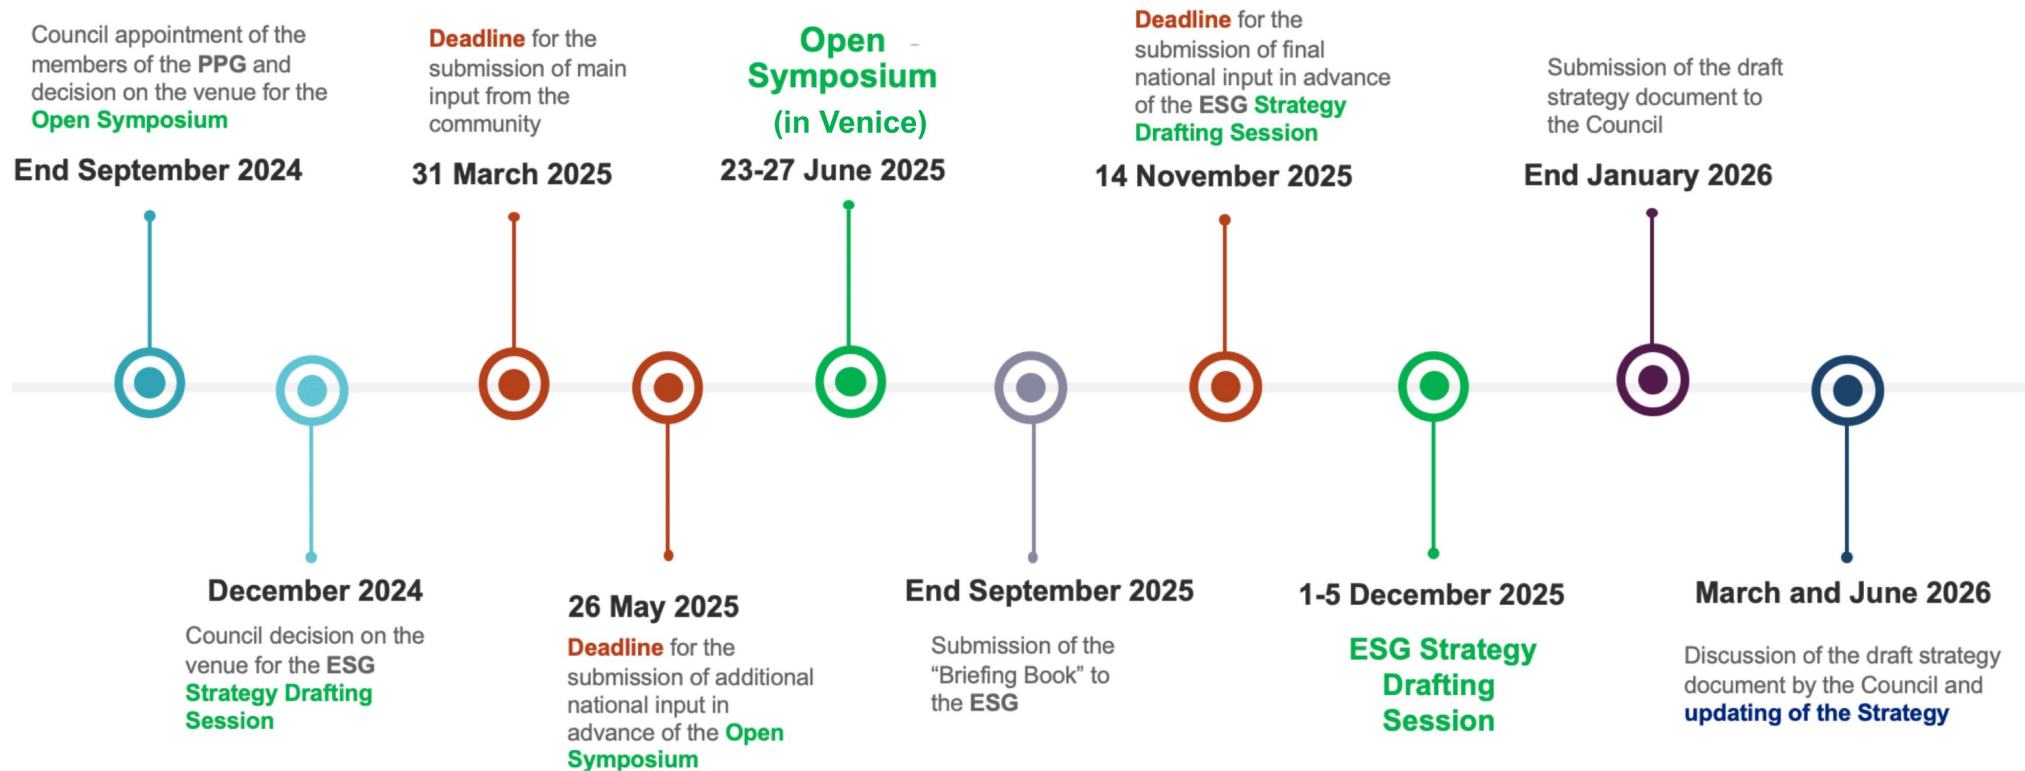 Council appointment of the
members of the PPG and
decision on the venue for the
Open Symposium
End September 2024
Deadline for the
submission of main
input from the
community
31 March 2025
Open
Symposium
(in Venice)
23-27 June 2025
Deadline for the
submission of final
national input in advance
of the ESG Strategy
Drafting Session
14 November 2025
Submission of the draft
strategy document to
the Council
End January 2026
December 2024
Council decision on the
venue for the ESG
Strategy Drafting
Session
26 May 2025
Deadline for the
submission of additional
national input in
advance of the Open
Symposium
End September 2025
Submission of the
“Briefing Book” to
the ESG
1-5 December 2025
ESG Strategy
Drafting
Session
March and June 2026
Discussion of the draft strategy
document by the Council and
updating of the Strategy